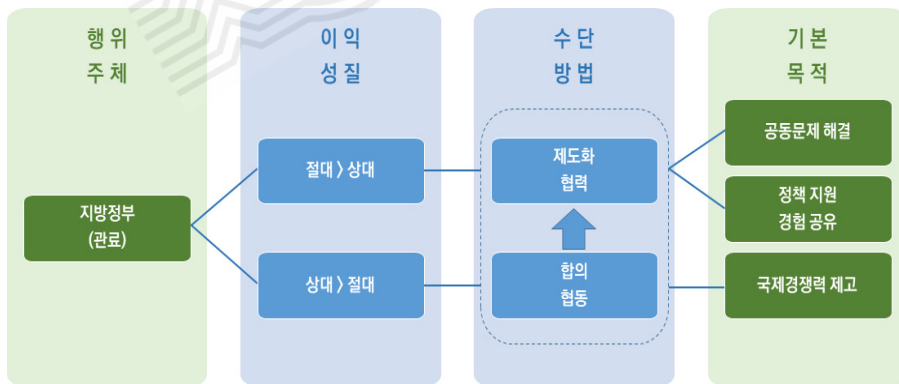 행 위
주 체
이 익
성 질
수 단
방 법
기 본
목 적
지방정부
(관료)
절대 > 상대
상대 > 절대
제도화
협력
합의
협동
공동문제 해결
정책 지원
경험 공유
국제경쟁력 제고